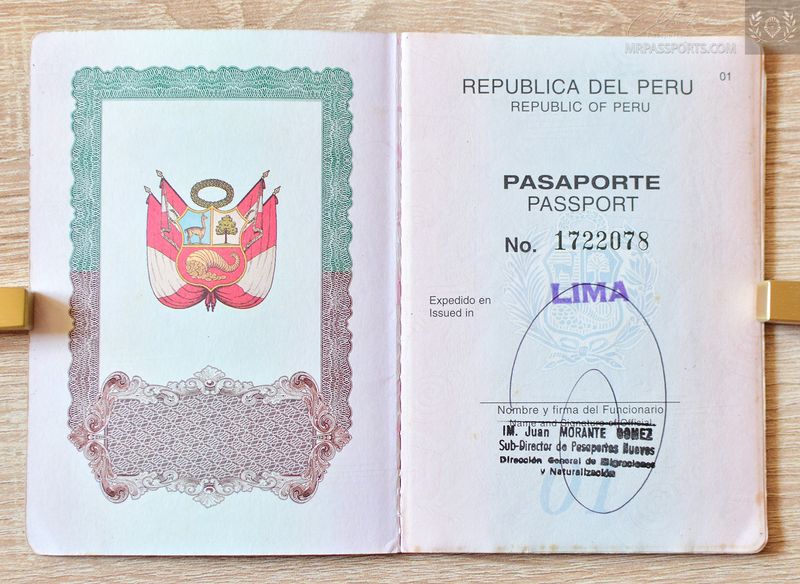 MRPASSPORTS.COM
01
REPUBLICA DEL PERU
REPUBLIC OF PERU
PASAPORTE
PASSPORT
No. 1722078
Expedido en
Issued in
LIMA
Nombre y firma del Funcionario
Name and Signature of Official
IM. Juan MORANTE GOMEZ
Sub-Director de Pasaportes Nuevos
Dirección General de Migraciones
y Naturalización
01